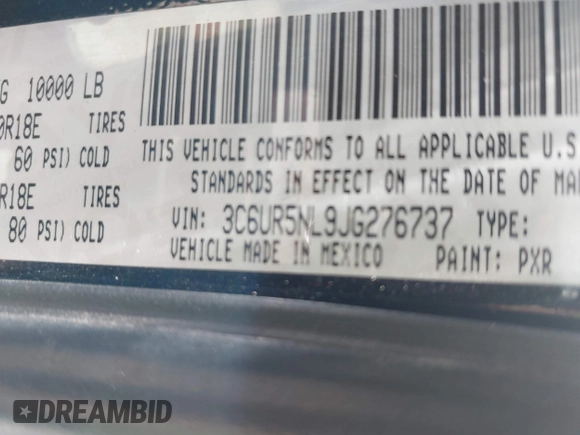 G 10000 LB
0R18E TIRES
60 PSI) COLD
R18E TIRES
80 PSI) COLD
THIS VEHICLE CONFORMS TO ALL APPLICABLE U.S
STANDARDS IN EFFECT ON THE DATE OF MA
VIN: 3C6UR5NL9JG276737 TYPE:
VEHICLE MADE IN MEXICO PAINT: PXR
DREAMBID